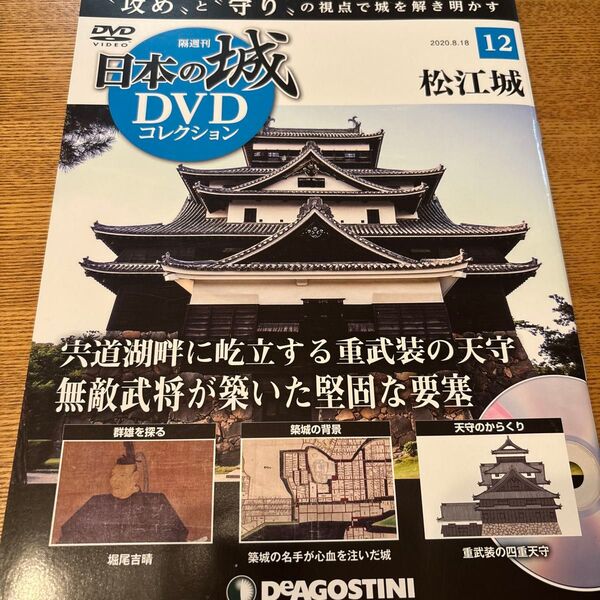 “攻め”と“守り”の視点で城を解き明かす
DVD
VIDEO
隔週刊
日本の城
DVD
コレクション
2020.8.18
12
松江城
宍道湖畔に屹立する重武装の天守
無敵武将が築いた堅固な要塞
群雄を探る
堀尾吉晴
築城の背景
築城の名手が心血を注いだ城
天守のからくり
重武装の四重天守
DeAGOSTINI